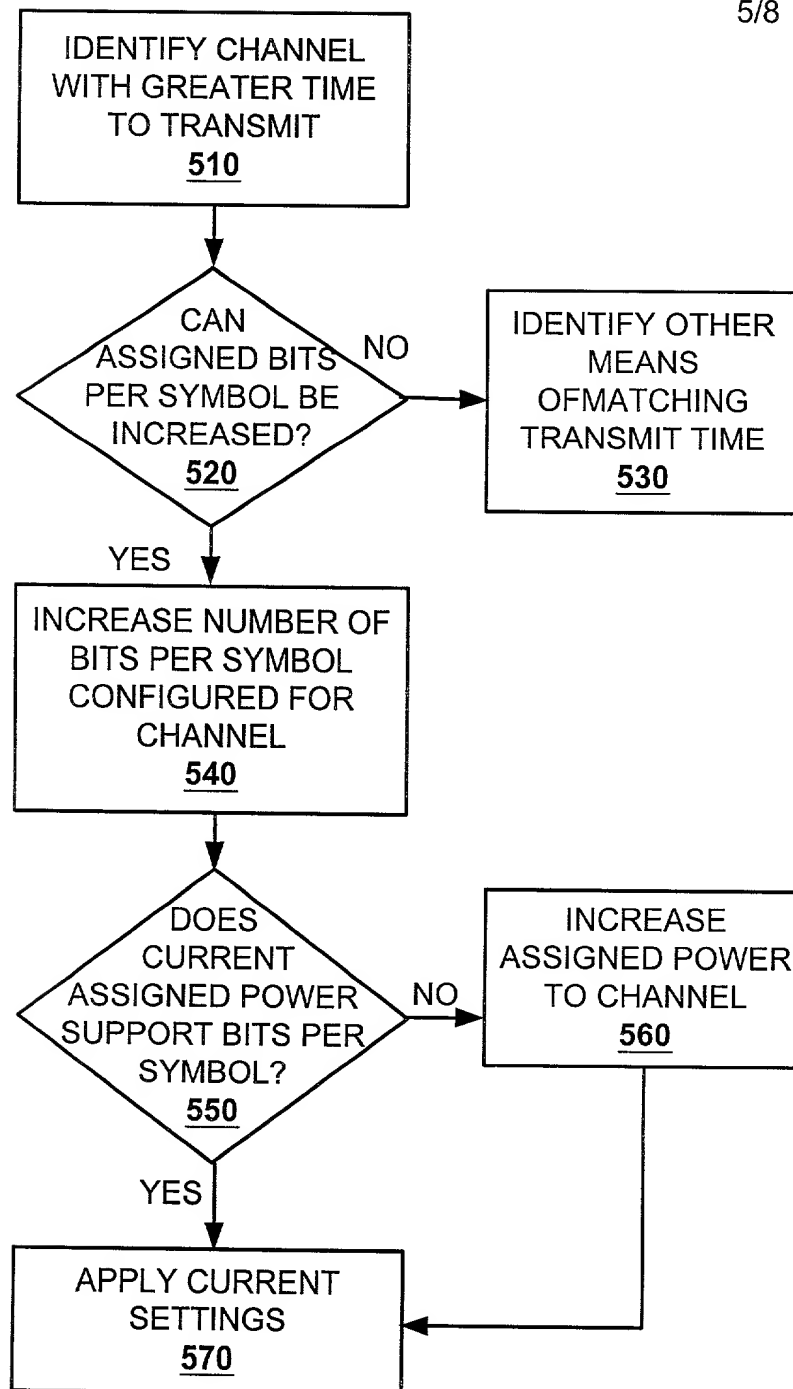 5/8
IDENTIFY CHANNEL
WITH GREATER TIME
TO TRANSMIT
510
CAN
ASSIGNED BITS
PER SYMBOL BE
INCREASED?
520
NO
IDENTIFY OTHER
MEANS
OFMATCHING
TRANSMIT TIME
530
YES
INCREASE NUMBER OF
BITS PER SYMBOL
CONFIGURED FOR
CHANNEL
540
DOES
CURRENT
ASSIGNED POWER
SUPPORT BITS PER
SYMBOL?
550
NO
INCREASE
ASSIGNED POWER
TO CHANNEL
560
YES
APPLY CURRENT
SETTINGS
570